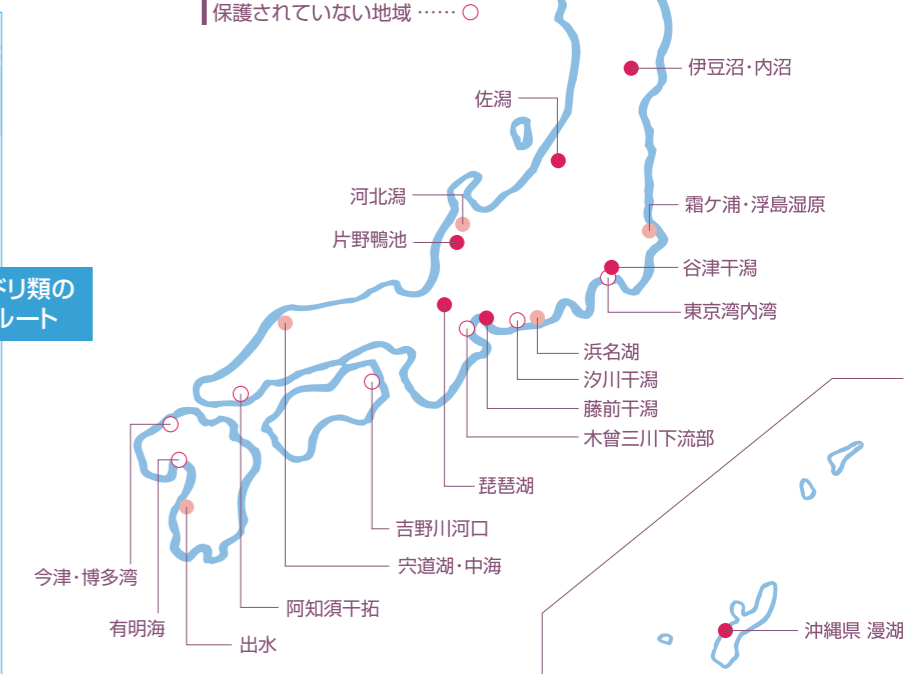 保護されていない地域 …… ○
伊豆沼・内沼
佐潟
河北潟
霜ケ浦・浮島湿原
片野鴨池
谷津干潟
ドリ類の
ルート
東京湾内湾
浜名湖
汐川干潟
藤前干潟
木曾三川下流部
琵琶湖
吉野川河口
宍道湖・中海
今津・博多湾
阿知須干拓
有明海
出水
沖縄県 漫湖